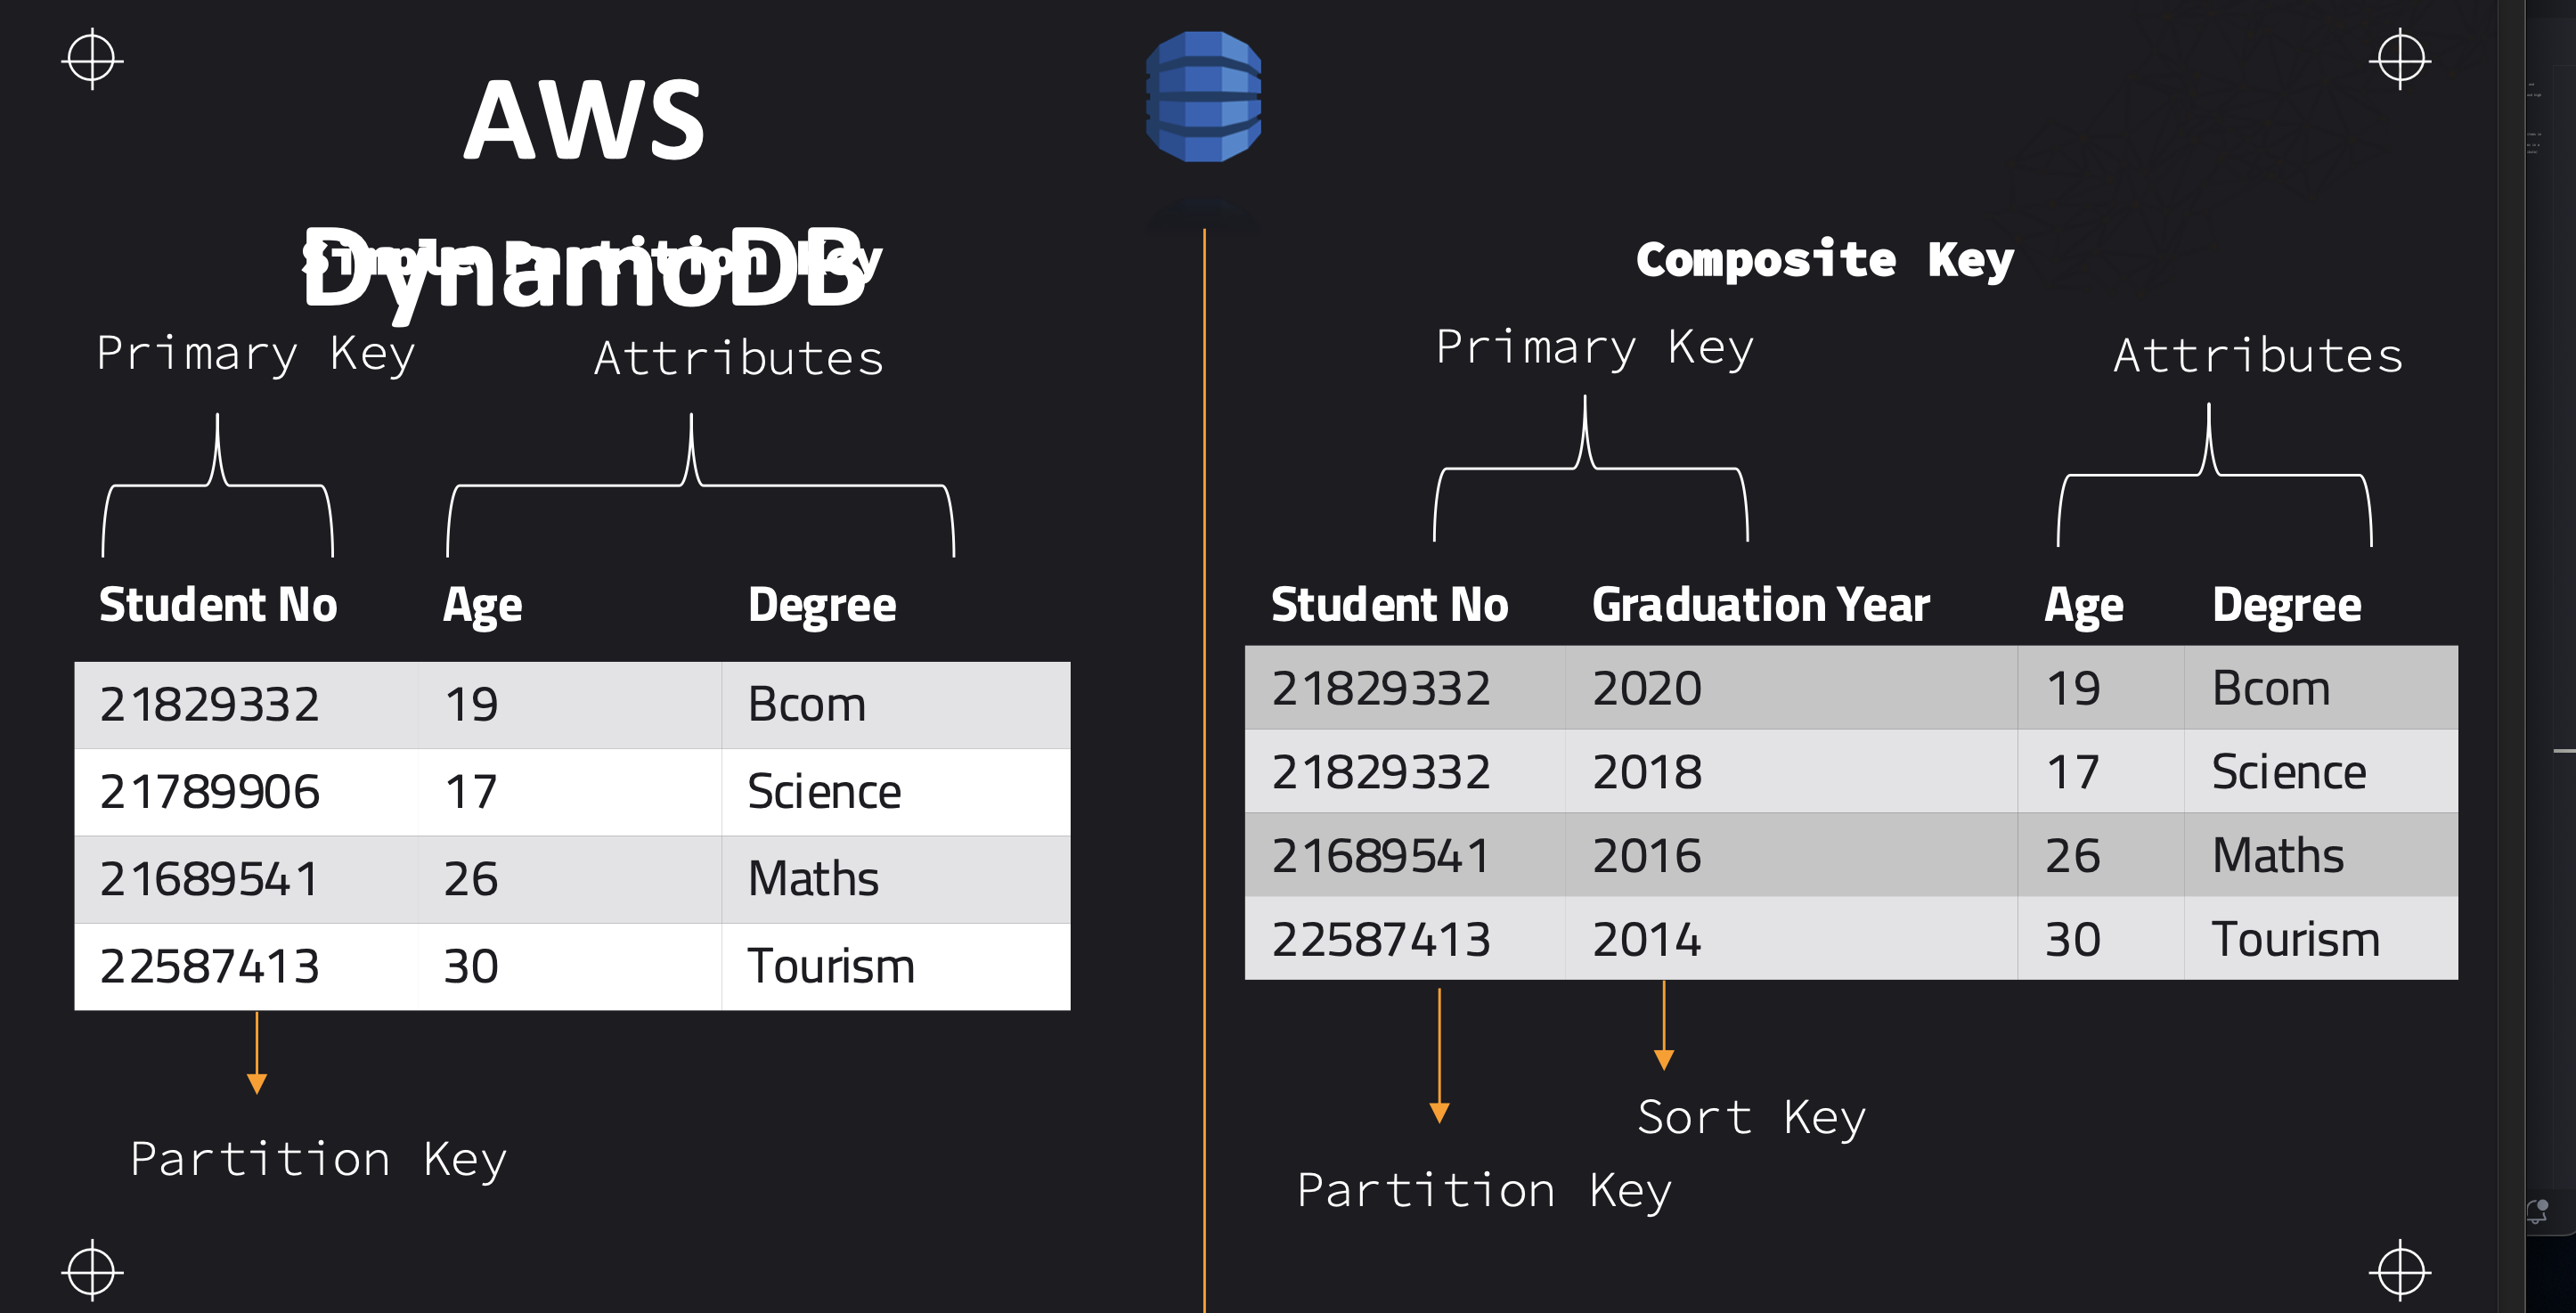 AWS
DynamoDB
Simple Partition Key
Primary Key
Attributes
Student No Age Degree
21829332 19 Bcom
21789906 17 Science
21689541 26 Maths
22587413 30 Tourism
Partition Key
Composite Key
Primary Key
Attributes
Student No Graduation Year Age Degree
21829332 2020 19 Bcom
21829332 2018 17 Science
21689541 2016 26 Maths
22587413 2014 30 Tourism
Sort Key
Partition Key